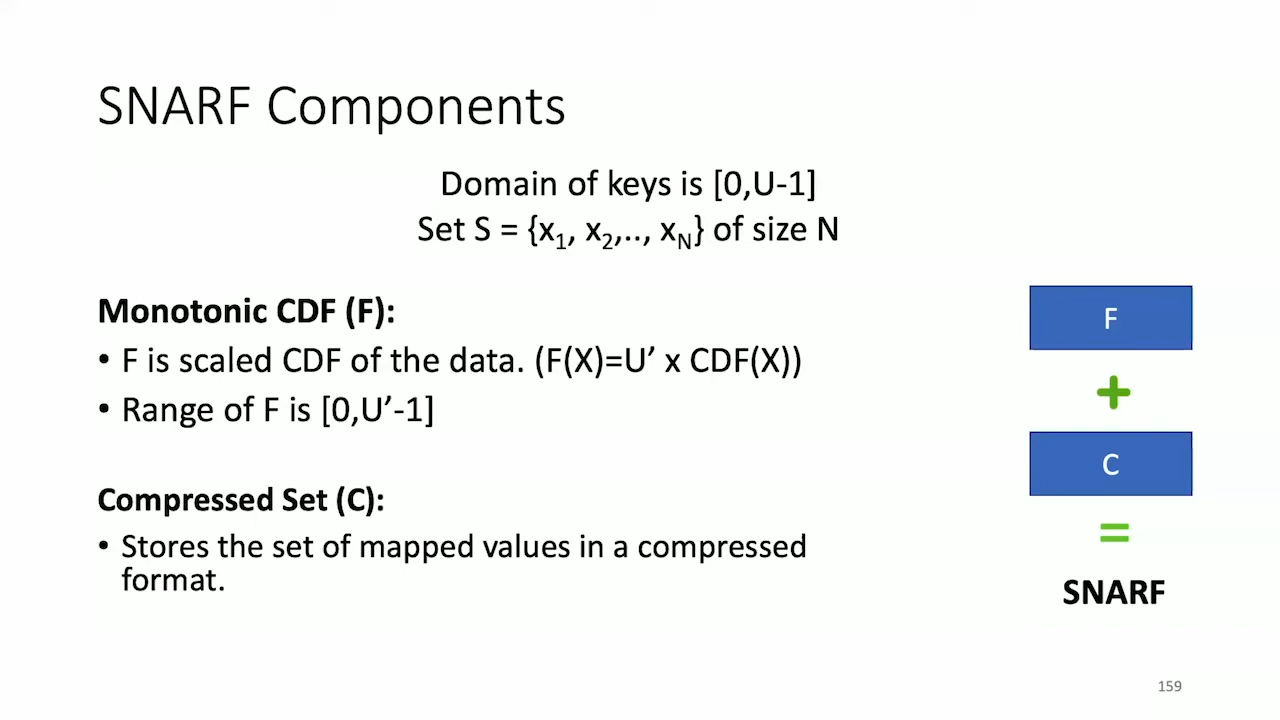 SNARF Components
Domain of keys is [0,U-1]
Set S = {x1, x2,.., xN} of size N
Monotonic CDF (F):
• F is scaled CDF of the data. (F(X)=U’ x CDF(X))
• Range of F is [0,U’-1]
Compressed Set (C):
• Stores the set of mapped values in a compressed
format.
F
+
C
=
SNARF
159